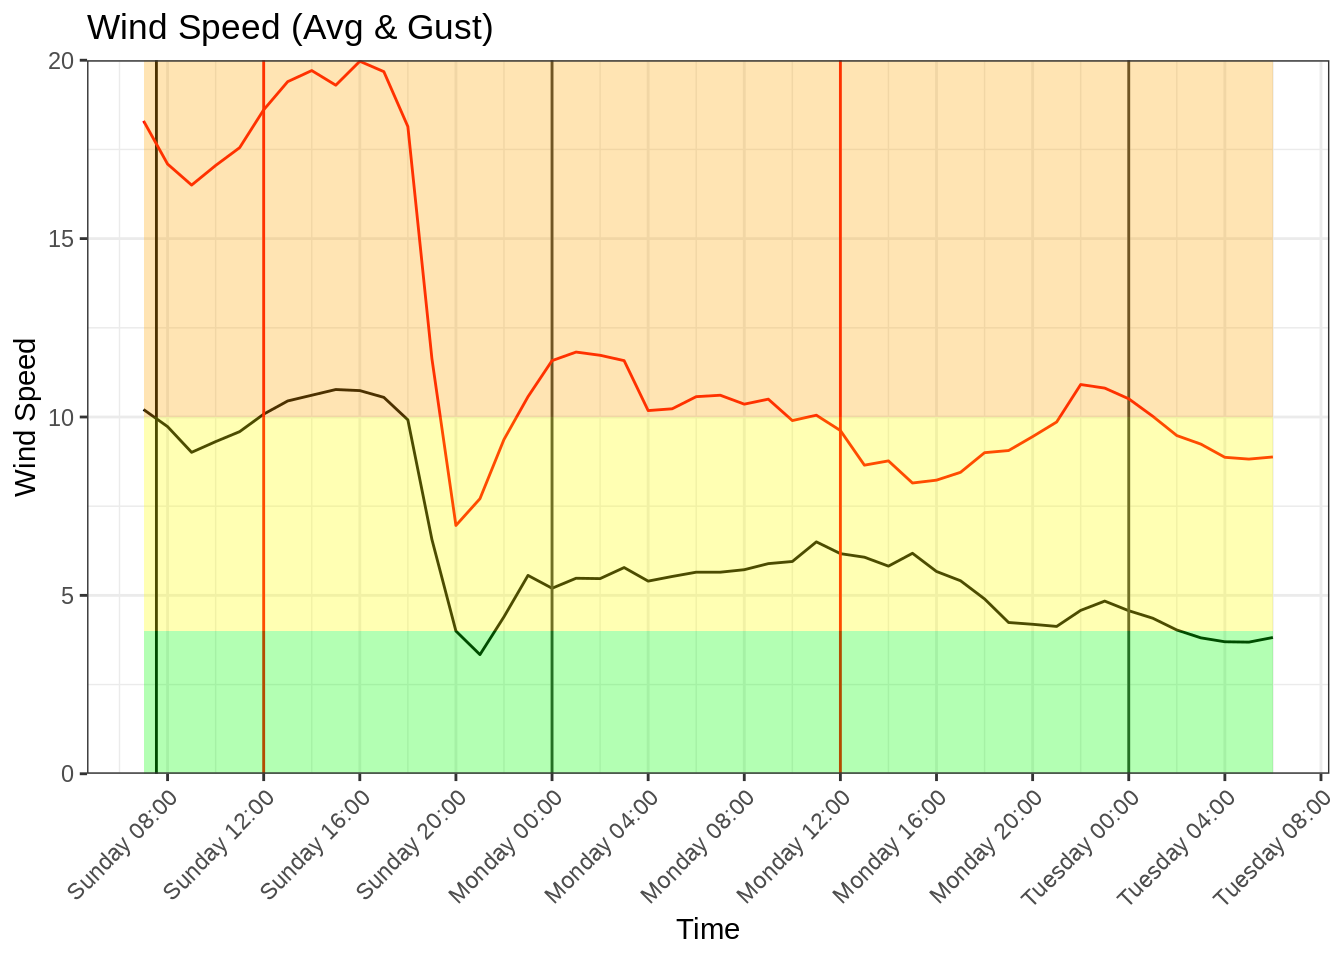 Wind Speed (Avg & Gust)
20
15
10
5
0
Wind Speed
Sunday 08:00
Sunday 12:00
Sunday 16:00
Sunday 20:00
Monday 00:00
Monday 04:00
Monday 08:00
Monday 12:00
Monday 16:00
Monday 20:00
Tuesday 00:00
Tuesday 04:00
Tuesday 08:00
Time